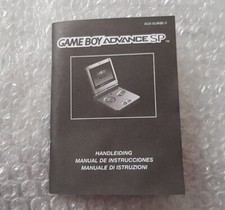 GAME BOY ADVANCE SP
HANDLEIDING
MANUAL DE INSTRUCCIONES
MANUALE DI ISTRUZIONI